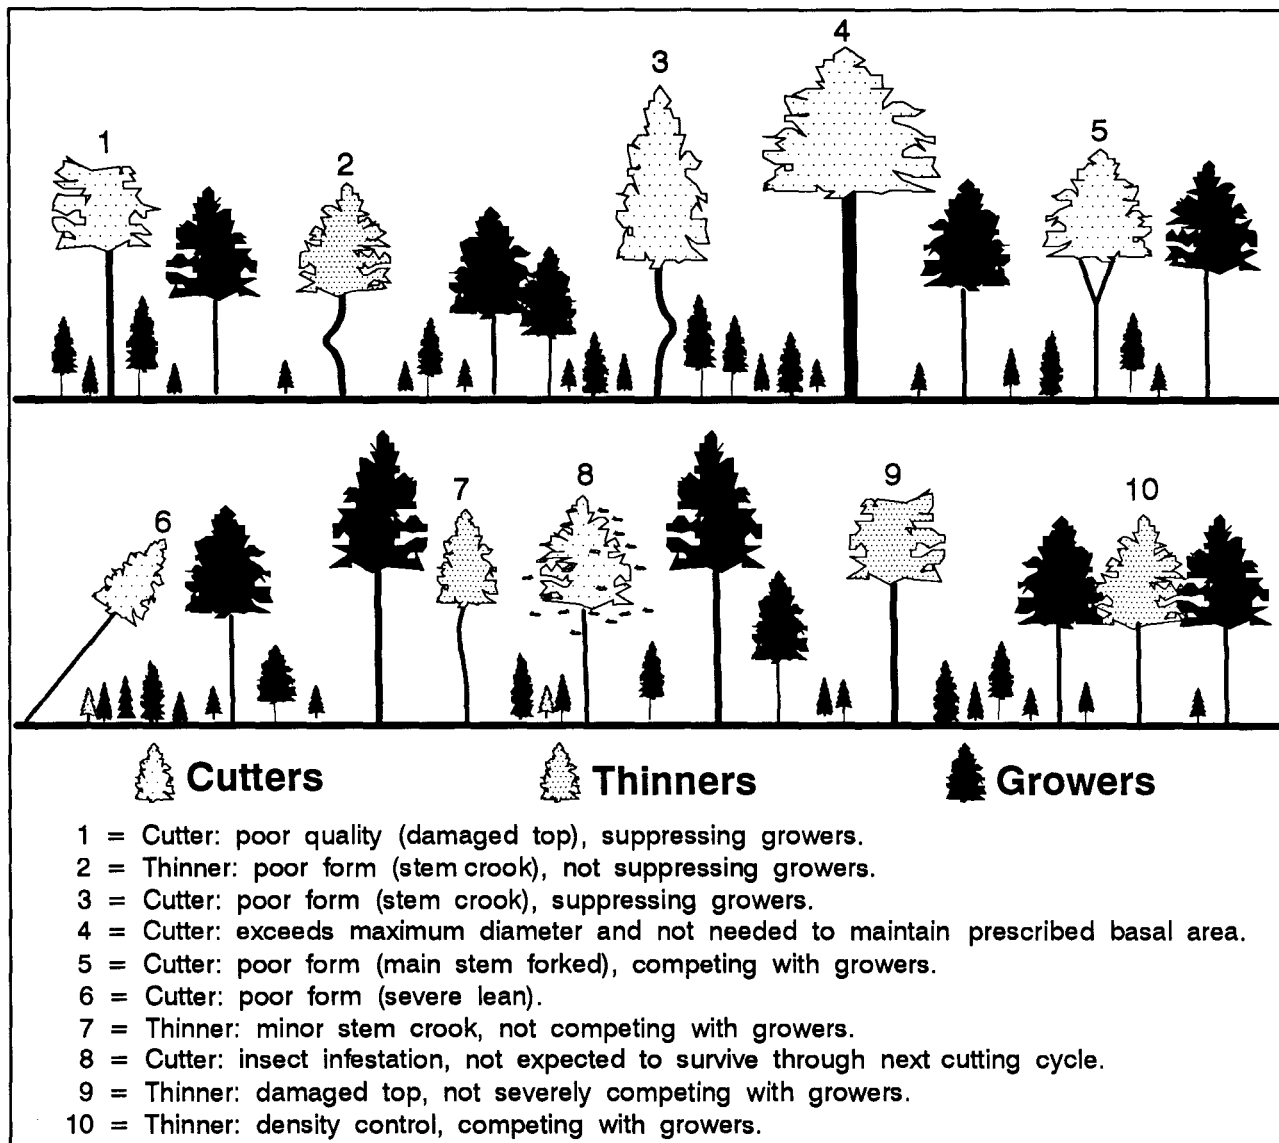 4
3
1
2
5
7
8
9
6
10
Cutters Thinners Growers
1 = Cutter: poor quality (damaged top), suppressing growers.
2 = Thinner: poor form (stem crook), not suppressing growers.
3 = Cutter: poor form (stem crook), suppressing growers.
4 = Cutter: exceeds maximum diameter and not needed to maintain prescribed basal area.
5 = Cutter: poor form (main stem forked), competing with growers.
6 = Cutter: poor form (severe lean).
7 = Thinner: minor stem crook, not competing with growers.
8 = Cutter: insect infestation, not expected to survive through next cutting cycle.
9 = Thinner: damaged top, not severely competing with growers.
10 = Thinner: density control, competing with growers.